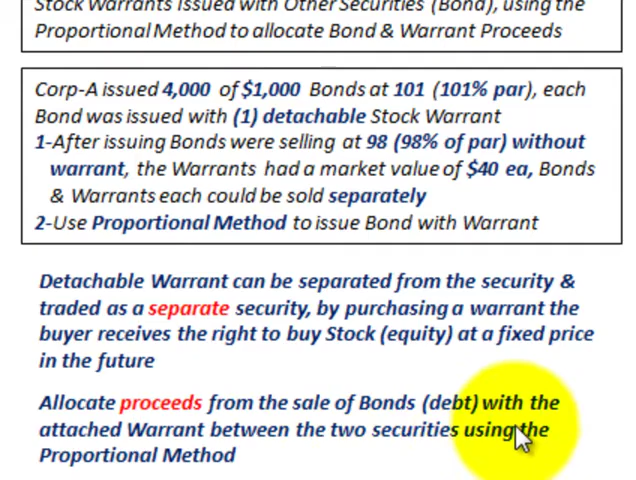 Stock Warrants Issued with Other Securities (Bond), using the
Proportional Method to allocate Bond & Warrant Proceeds
Corp-A issued 4,000 of $1,000 Bonds at 101 (101% par), each
Bond was issued with (1) detachable Stock Warrant
1-After issuing Bonds were selling at 98 (98% of par) without
warrant, the Warrants had a market value of $40 ea, Bonds
& Warrants each could be sold separately
2-Use Proportional Method to issue Bond with Warrant
Detachable Warrant can be separated from the security &
traded as a separate security, by purchasing a warrant the
buyer receives the right to buy Stock (equity) at a fixed price
in the future
Allocate proceeds from the sale of Bonds (debt) with the
attached Warrant between the two securities using the
Proportional Method